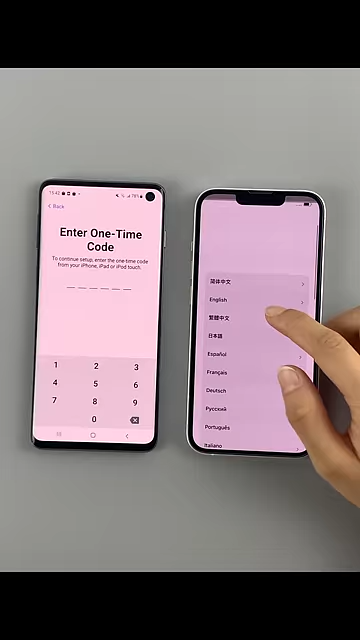 15:42
78%
< Back
Enter One-Time
Code
To continue setup, enter the one-time code
from your iPhone, iPad or iPod touch.
1 2 3
4 5 6
7 8 9
0
简体中文
English
繁體中文
日本語
Español
Français
Deutsch
Русский
Português
Italiano